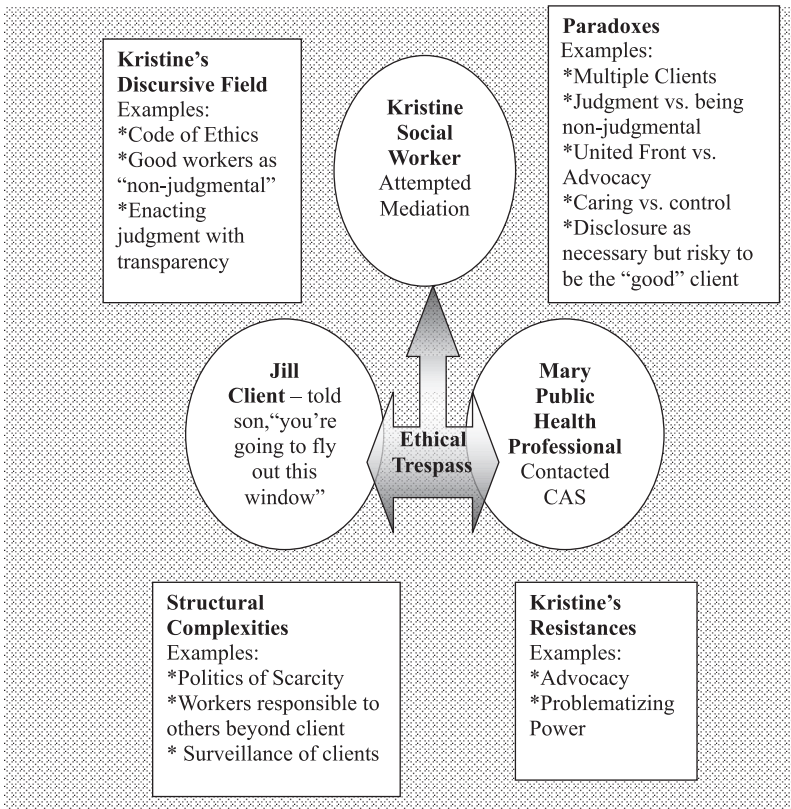 Kristine's
Discursive Field
Examples:
*Code of Ethics
*Good workers as
“non-judgmental”
*Enacting
judgment with
transparency
Kristine
Social
Worker
Attempted
Mediation
Paradoxes
Examples:
*Multiple Clients
*Judgment vs. being
non-judgmental
*United Front vs.
Advocacy
*Caring vs. control
*Disclosure as
necessary but risky to
be the “good” client
Jill
Client – told
son,“you're
going to fly
out this
window”
Ethical
Trespass
Mary
Public
Health
Professional
Contacted
CAS
Structural
Complexities
Examples:
*Politics of Scarcity
*Workers responsible to
others beyond client
* Surveillance of clients
Kristine's
Resistances
Examples:
*Advocacy
*Problematizing
Power